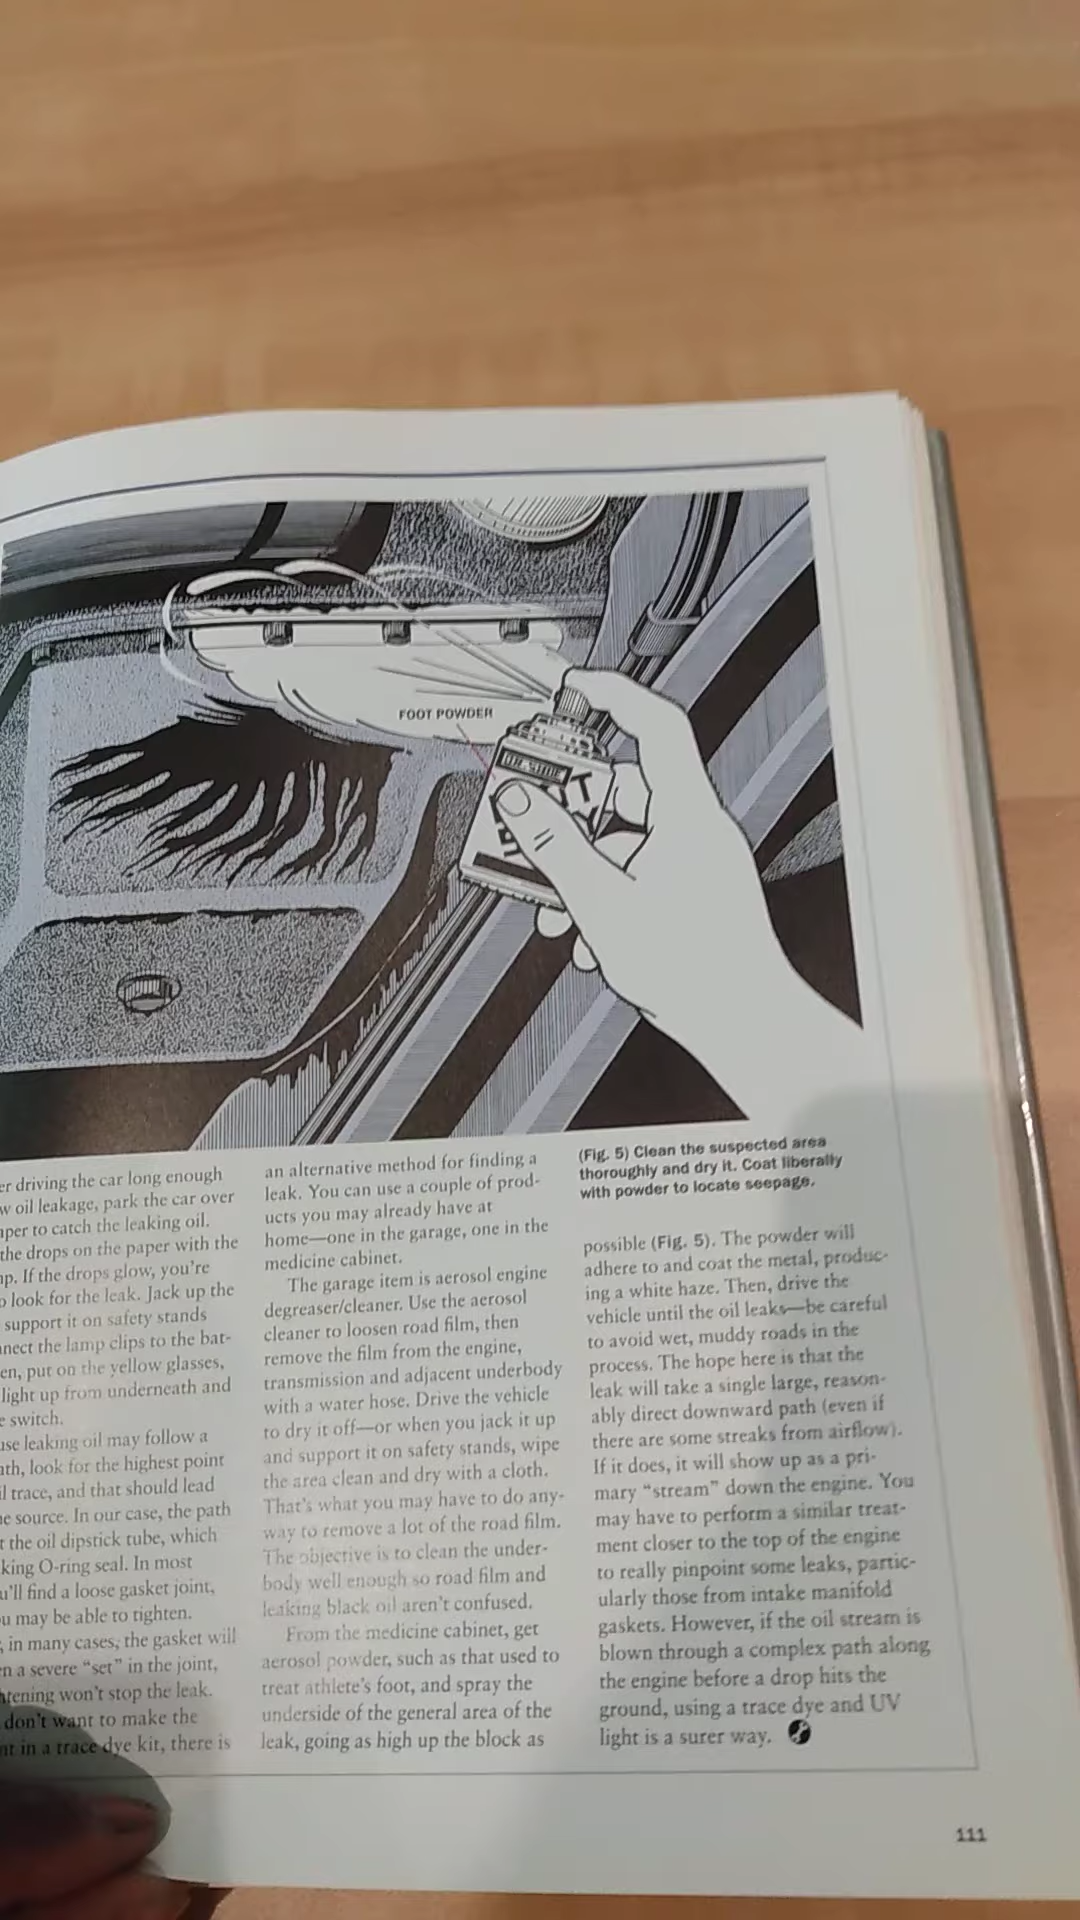 FOOT POWDER
er driving the car long enough
w oil leakage, park the car over
aper to catch the leaking oil.
the drops on the paper with the
p. If the drops glow, you're
o look for the leak. Jack up the
support it on safety stands
nnect the lamp clips to the bat-
en, put on the yellow glasses,
light up from underneath and
e switch.
use leaking oil may follow a
ath, look for the highest point
il trace, and that should lead
e source. In our case, the path
t the oil dipstick tube, which
king O-ring seal. In most
u'll find a loose gasket joint,
ou may be able to tighten.
, in many cases, the gasket will
n a severe "set" in the joint,
htening won't stop the leak.
don't want to make the
nt in a trace dye kit, there is
an alternative method for finding a
leak. You can use a couple of prod-
ucts you may already have at
home—one in the garage, one in the
medicine cabinet.
The garage item is aerosol engine
degreaser/cleaner. Use the aerosol
cleaner to loosen road film, then
remove the film from the engine,
transmission and adjacent underbody
with a water hose. Drive the vehicle
to dry it off—or when you jack it up
and support it on safety stands, wipe
the area clean and dry with a cloth.
That's what you may have to do any-
way to remove a lot of the road film.
The objective is to clean the under-
body well enough so road film and
leaking black oil aren't confused.
From the medicine cabinet, get
aerosol powder, such as that used to
treat athlete's foot, and spray the
underside of the general area of the
leak, going as high up the block as
(Fig. 5) Clean the suspected area
thoroughly and dry it. Coat liberally
with powder to locate seepage.
possible (Fig. 5). The powder will
adhere to and coat the metal, produc-
ing a white haze. Then, drive the
vehicle until the oil leaks—be careful
to avoid wet, muddy roads in the
process. The hope here is that the
leak will take a single large, reason-
ably direct downward path (even if
there are some streaks from airflow).
If it does, it will show up as a pri-
mary "stream" down the engine. You
may have to perform a similar treat-
ment closer to the top of the engine
to really pinpoint some leaks, partic-
ularly those from intake manifold
gaskets. However, if the oil stream is
blown through a complex path along
the engine before a drop hits the
ground, using a trace dye and UV
light is a surer way.
111